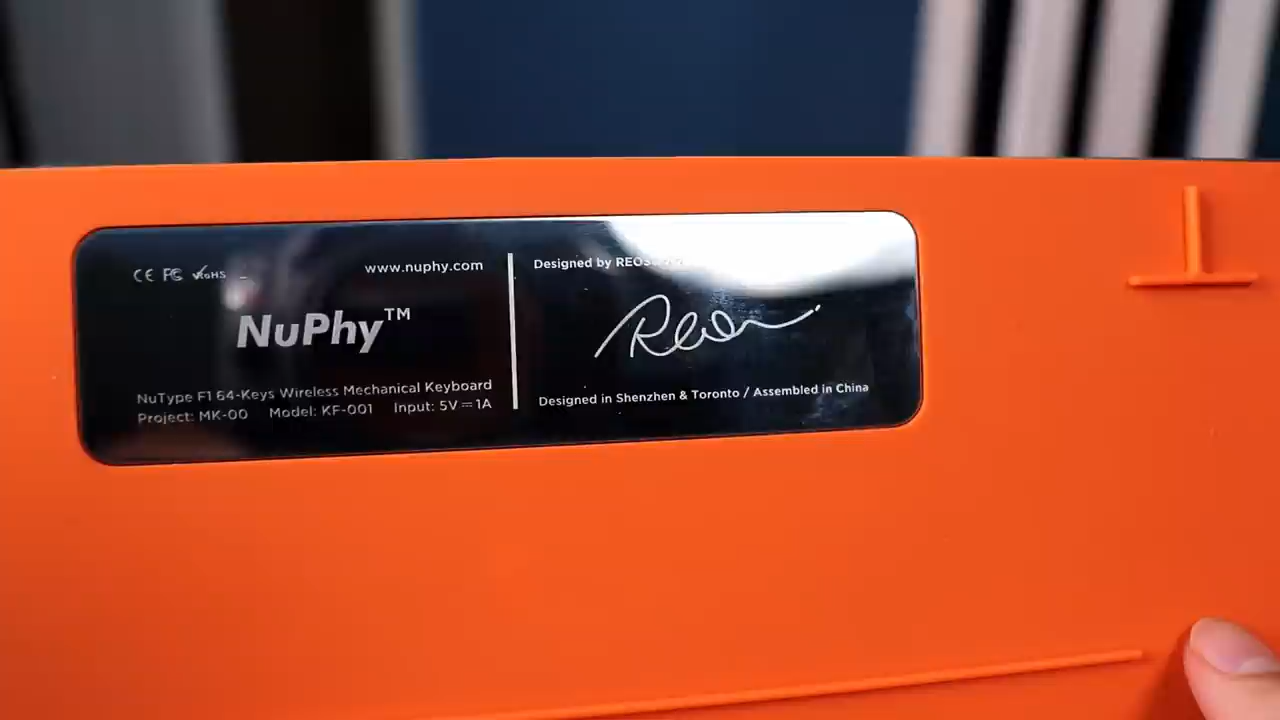 CE FC RoHS
www.nuphy.com
NuPhy™
NuType F1 64-Keys Wireless Mechanical Keyboard
Project: MK-00 Model: KF-001 Input: 5V⎓1A
Designed by
Designed in Shenzhen & Toronto / Assembled in China